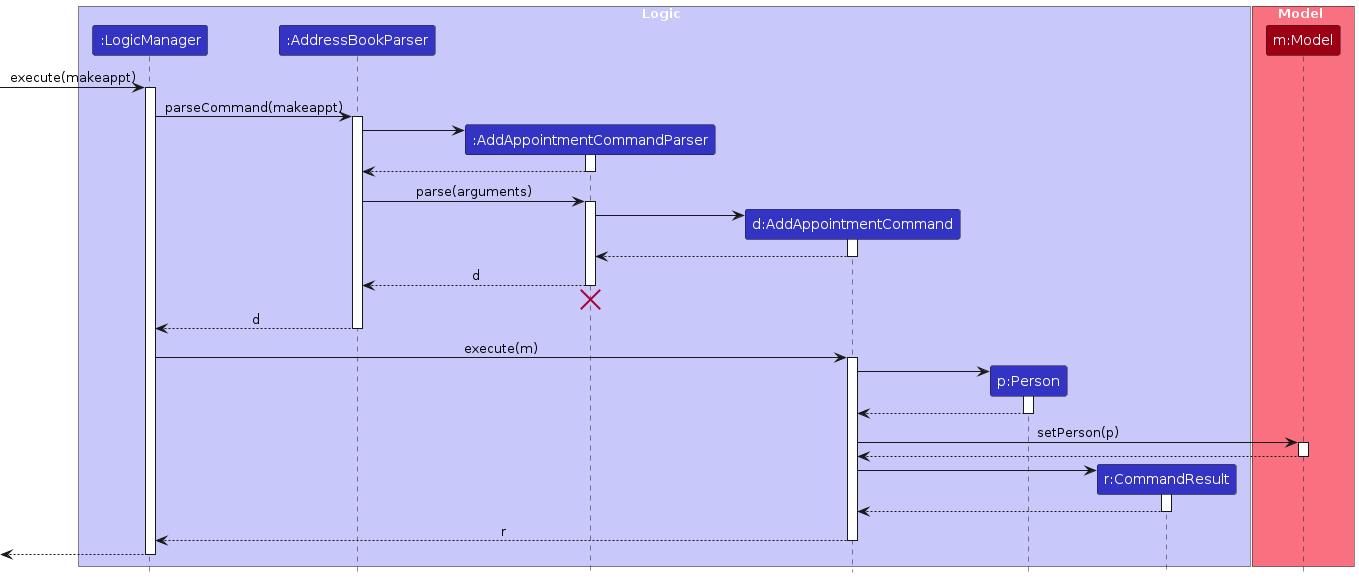 Logic
Model
:LogicManager
:AddressBookParser
m:Model
execute(makeappt)
parseCommand(makeappt)
:AddAppointmentCommandParser
parse(arguments)
d:AddAppointmentCommand
d
d
execute(m)
p:Person
setPerson(p)
r:CommandResult
r